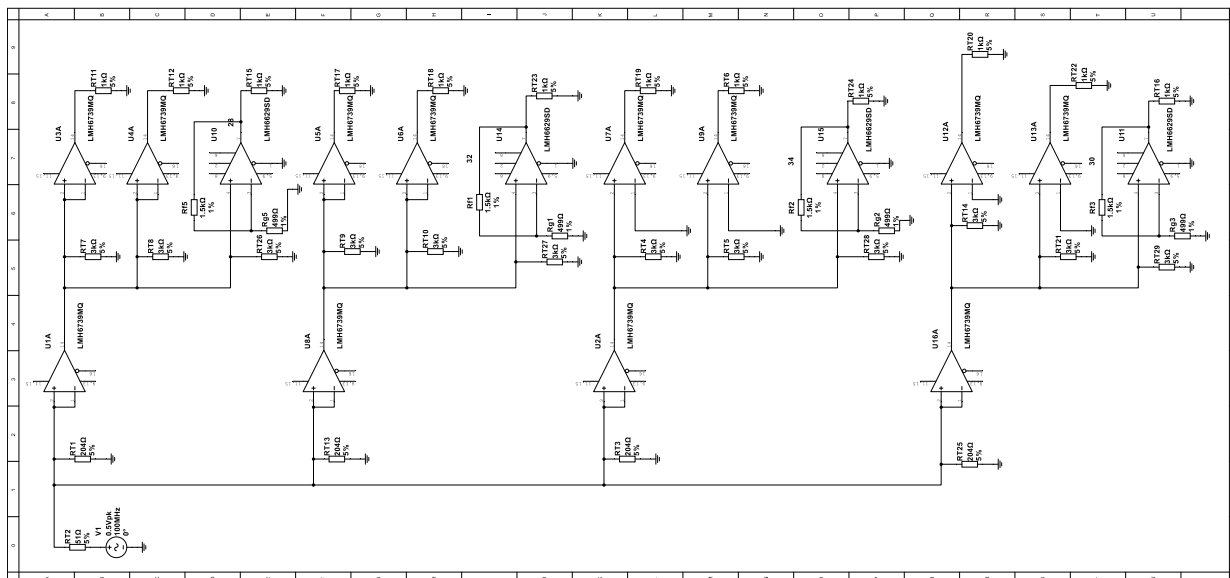 RT11
1kΩ
5%
RT12
1kΩ
5%
RT15
1kΩ
5%
RT17
1kΩ
5%
RT18
1kΩ
5%
RT23
1kΩ
5%
RT19
1kΩ
5%
RT6
1kΩ
5%
RT24
1kΩ
5%
RT20
1kΩ
5%
RT22
1kΩ
5%
RT16
1kΩ
5%
U3A
LMH6739MQ
U4A
LMH6739MQ
28
U10
LMH6629SD
U5A
LMH6739MQ
U6A
LMH6739MQ
32
U14
LMH6629SD
U7A
LMH6739MQ
U9A
LMH6739MQ
34
U15
LMH6629SD
U12A
LMH6739MQ
U13A
LMH6739MQ
30
U11
LMH6629SD
Rf5
1.5kΩ
1%
Rg5
499Ω
1%
Rf1
1.5kΩ
1%
Rg1
499Ω
1%
Rf2
1.5kΩ
1%
Rg2
499Ω
1%
Rf3
1.5kΩ
1%
Rg3
499Ω
1%
RT7
3kΩ
5%
RT8
3kΩ
5%
RT26
3kΩ
5%
RT9
3kΩ
5%
RT10
3kΩ
5%
RT27
3kΩ
5%
RT4
3kΩ
5%
RT5
3kΩ
5%
RT28
3kΩ
5%
RT14
3kΩ
5%
RT21
3kΩ
5%
RT29
3kΩ
5%
U1A
LMH6739MQ
U8A
LMH6739MQ
U2A
LMH6739MQ
U16A
LMH6739MQ
RT1
204Ω
5%
RT13
204Ω
5%
RT3
204Ω
5%
RT25
204Ω
5%
RT2
51Ω
5%
V1
0.5Vpk
100MHz
0°